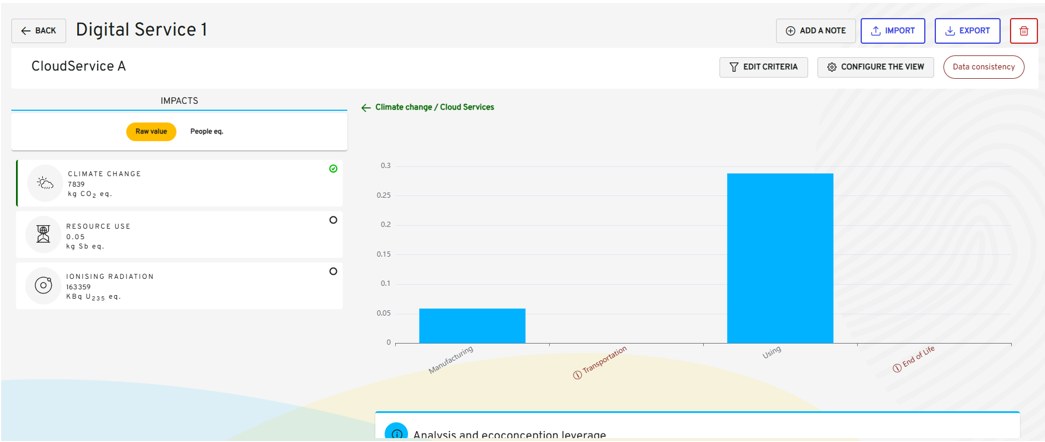 BACK
Digital Service 1
ADD A NOTE
IMPORT
EXPORT
CloudService A
EDIT CRITERIA
CONFIGURE THE VIEW
Data consistency
IMPACTS
Raw value
People eq.
CLIMATE CHANGE
7839
kg CO2 eq.
RESOURCE USE
0.05
kg Sb eq.
IONISING RADIATION
163359
KBq U235 eq.
Climate change / Cloud Services
0.3
0.25
0.2
0.15
0.1
0.05
0
Manufacturing
Transportation
Using
End of Life
Analysis and ecoconception leverage